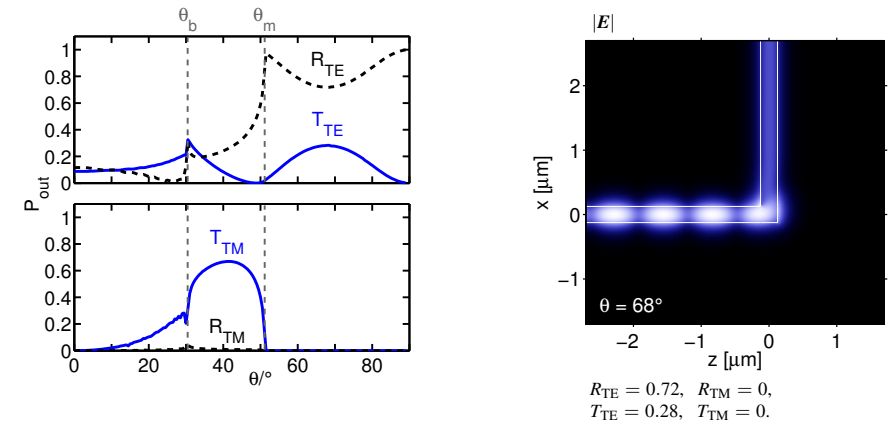 θb θm
1
0.8
0.6
0.4
0.2
0
RTE
TTE
Pout
1
0.8
0.6
0.4
0.2
0
TTM
RTM
0 20 40 60 80
θ/°
|E|
2
1
0
−1
x [µm]
θ = 68°
−2 −1 0 1
z [µm]
RTE = 0.72, RTM = 0,
TTE = 0.28, TTM = 0.